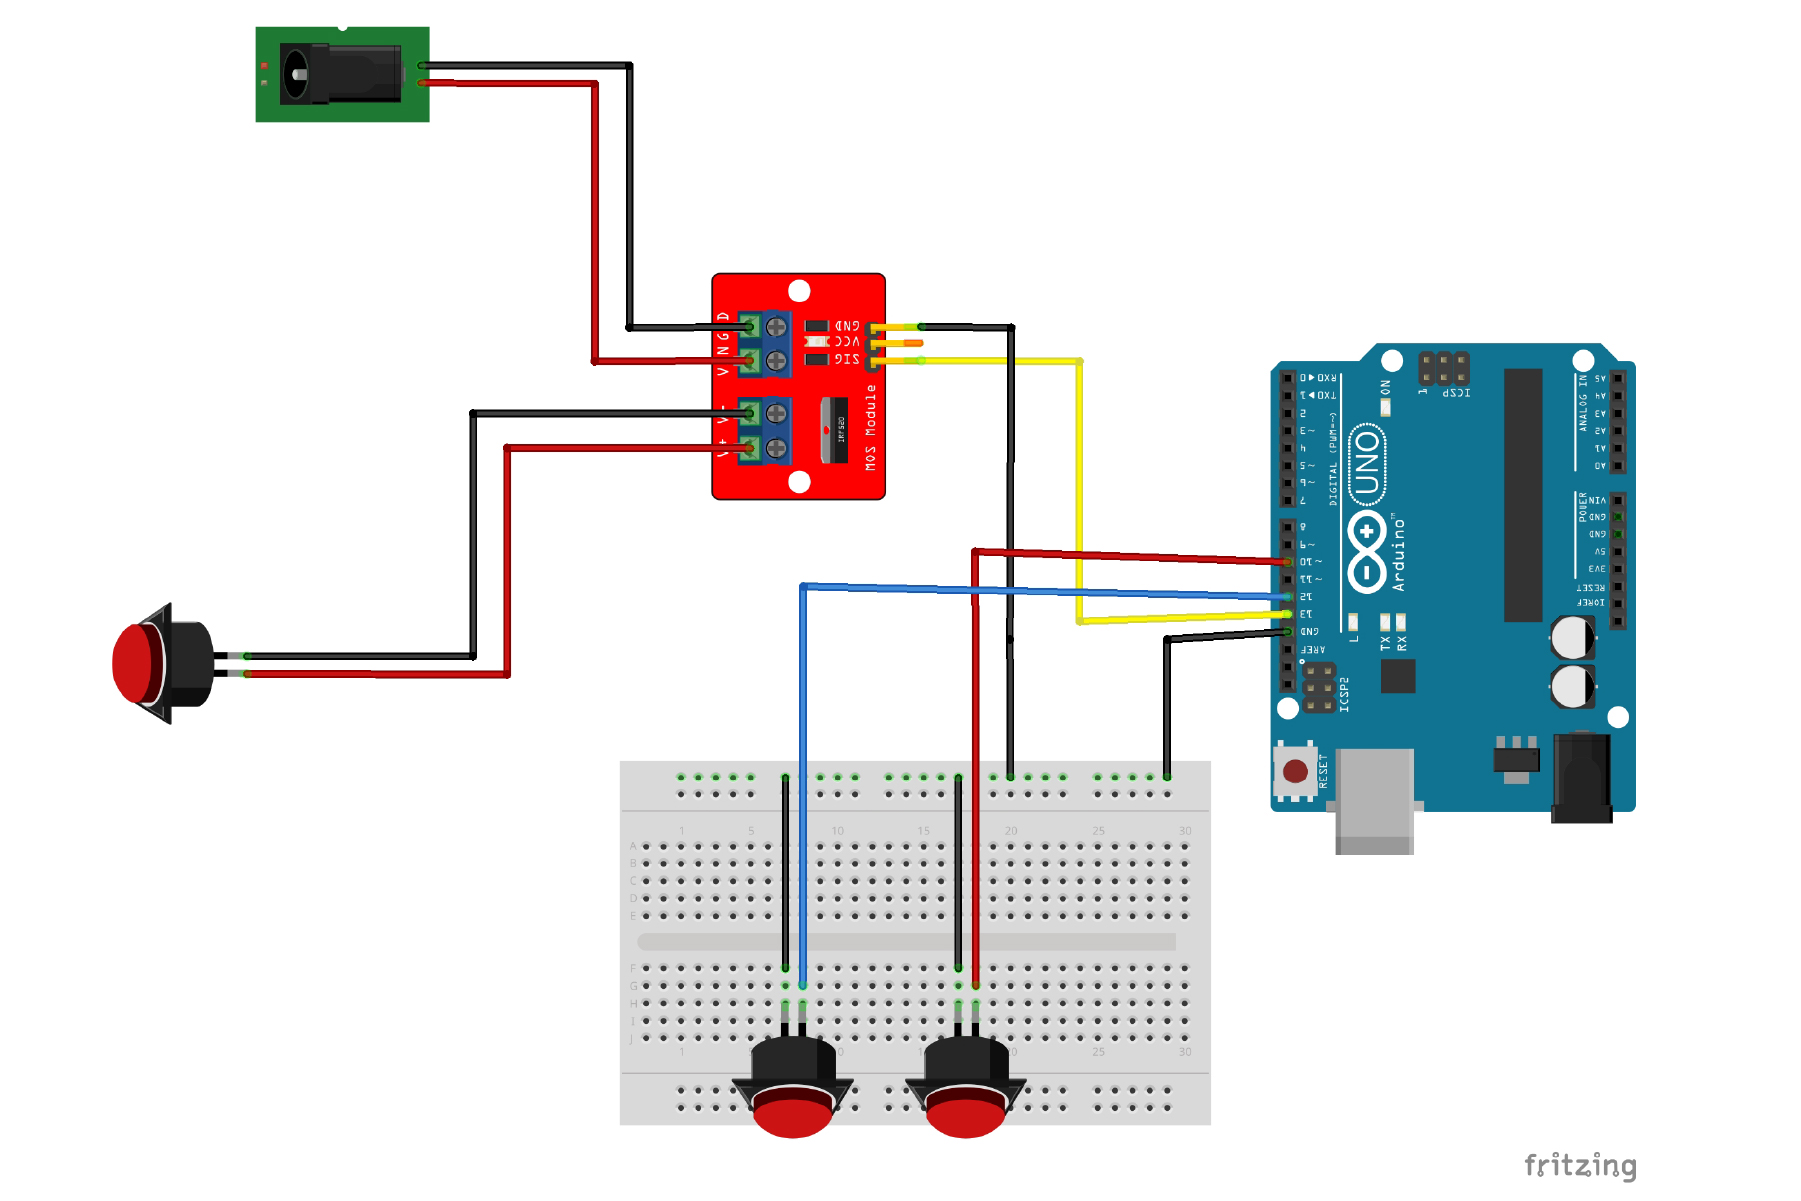 GND
VIN
V-
V+
GND
VCC
SIG
MOS Module
IRF520
RX0 ◀ 0
TX0 ▶ 1
2
~3
4
~5
~6
7
8
~9
~10
~11
12
13
GND
AREF
DIGITAL (PWM=~)
ON
1
ICSP
UNO
Arduino™
L
TX
RX
ICSP2
RESET
ANALOG IN
A5
A4
A3
A2
A1
A0
POWER
VIN
GND
GND
5V
3V3
RESET
IOREF
1 5 10 15 20 25 30
A
B
C
D
E
F
G
H
I
J
1 10 20 25 30
fritzing